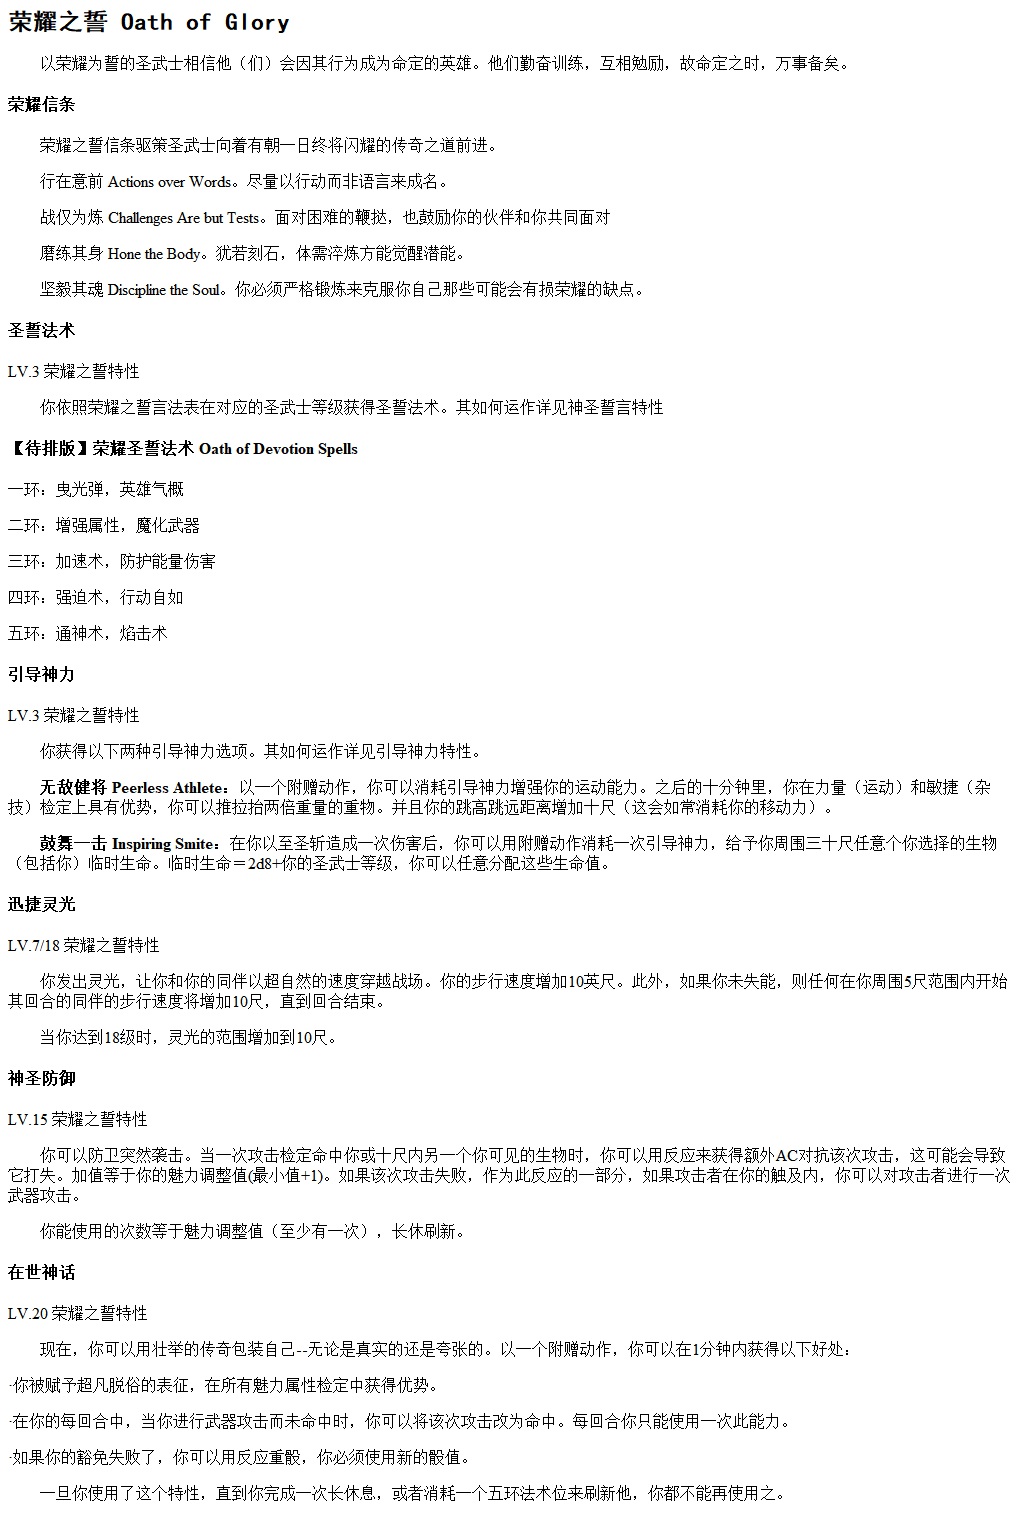 荣耀之誓 Oath of Glory
以荣耀为誓的圣武士相信他（们）会因其行为成为命定的英雄。他们勤奋训练，互相勉励，故命定之时，万事备矣。
荣耀信条
荣耀之誓信条驱策圣武士向着有朝一日终将闪耀的传奇之道前进。
行在意前 Actions over Words。尽量以行动而非语言来成名。
战仅为炼 Challenges Are but Tests。面对困难的鞭挞，也鼓励你的伙伴和你共同面对
磨练其身 Hone the Body。犹若刻石，体需淬炼方能觉醒潜能。
坚毅其魂 Discipline the Soul。你必须严格锻炼来克服你自己那些可能会有损荣耀的缺点。
圣誓法术
LV.3 荣耀之誓特性
你依照荣耀之誓言法表在对应的圣武士等级获得圣誓法术。其如何运作详见神圣誓言特性
【待排版】荣耀圣誓法术 Oath of Devotion Spells
一环：曳光弹，英雄气概
二环：增强属性，魔化武器
三环：加速术，防护能量伤害
四环：强迫术，行动自如
五环：通神术，焰击术
引导神力
LV.3 荣耀之誓特性
你获得以下两种引导神力选项。其如何运作详见引导神力特性。
无敌健将 Peerless Athlete：以一个附赠动作，你可以消耗引导神力增强你的运动能力。之后的十分钟里，你在力量（运动）和敏捷（杂
技）检定上具有优势，你可以推拉抬两倍重量的重物。并且你的跳高跳远距离增加十尺（这会如常消耗你的移动力）。
鼓舞一击 Inspiring Smite：在你以至圣斩造成一次伤害后，你可以用附赠动作消耗一次引导神力，给予你周围三十尺任意个你选择的生物
（包括你）临时生命。临时生命＝2d8+你的圣武士等级，你可以任意分配这些生命值。
迅捷灵光
LV.7/18 荣耀之誓特性
你发出灵光，让你和你的同伴以超自然的速度穿越战场。你的步行速度增加10英尺。此外，如果你未失能，则任何在你周围5尺范围内开始
其回合的同伴的步行速度将增加10尺，直到回合结束。
当你达到18级时，灵光的范围增加到10尺。
神圣防御
LV.15 荣耀之誓特性
你可以防卫突然袭击。当一次攻击检定命中你或十尺内另一个你可见的生物时，你可以用反应来获得额外AC对抗该次攻击，这可能会导致
它打失。加值等于你的魅力调整值(最小值+1)。如果该次攻击失败，作为此反应的一部分，如果攻击者在你的触及内，你可以对攻击者进行一次
武器攻击。
你能使用的次数等于魅力调整值（至少有一次），长休刷新。
在世神话
LV.20 荣耀之誓特性
现在，你可以用壮举的传奇包装自己--无论是真实的还是夸张的。以一个附赠动作，你可以在1分钟内获得以下好处：
·你被赋予超凡脱俗的表征，在所有魅力属性检定中获得优势。
·在你的每回合中，当你进行武器攻击而未命中时，你可以将该次攻击改为命中。每回合你只能使用一次此能力。
·如果你的豁免失败了，你可以用反应重骰，你必须使用新的骰值。
一旦你使用了这个特性，直到你完成一次长休息，或者消耗一个五环法术位来刷新他，你都不能再使用之。